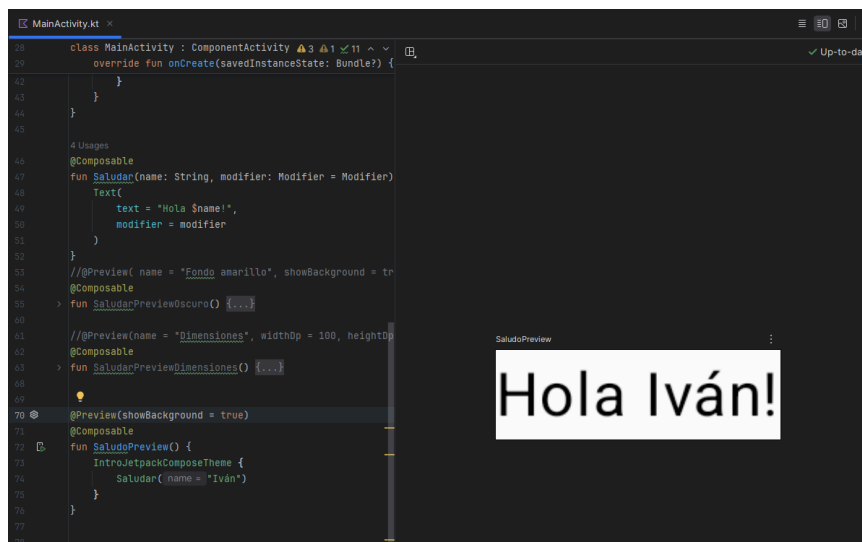 MainActivity.kt
28 class MainActivity : ComponentActivity 3 1 11
29 override fun onCreate(savedInstanceState: Bundle?) {
Up-to-da
42 }
43 }
44 }
45
4 Usages
46 @Composable
47 fun Saludar(name: String, modifier: Modifier = Modifier)
48 Text(
49 text = "Hola $name!",
50 modifier = modifier
51 )
52 }
53 //@Preview( name = "Fondo amarillo", showBackground = tr
54 @Composable
55 fun SaludarPreviewOscuro() {...}
60
61 //@Preview(name = "Dimensiones", widthDp = 100, heightDp
62 @Composable
63 fun SaludarPreviewDimensiones() {...}
68
69
70 @Preview(showBackground = true)
71 @Composable
72 fun SaludoPreview() {
73 IntroJetpackComposeTheme {
74 Saludar( name = "Iván")
75 }
76 }
77
SaludoPreview
Hola Iván!